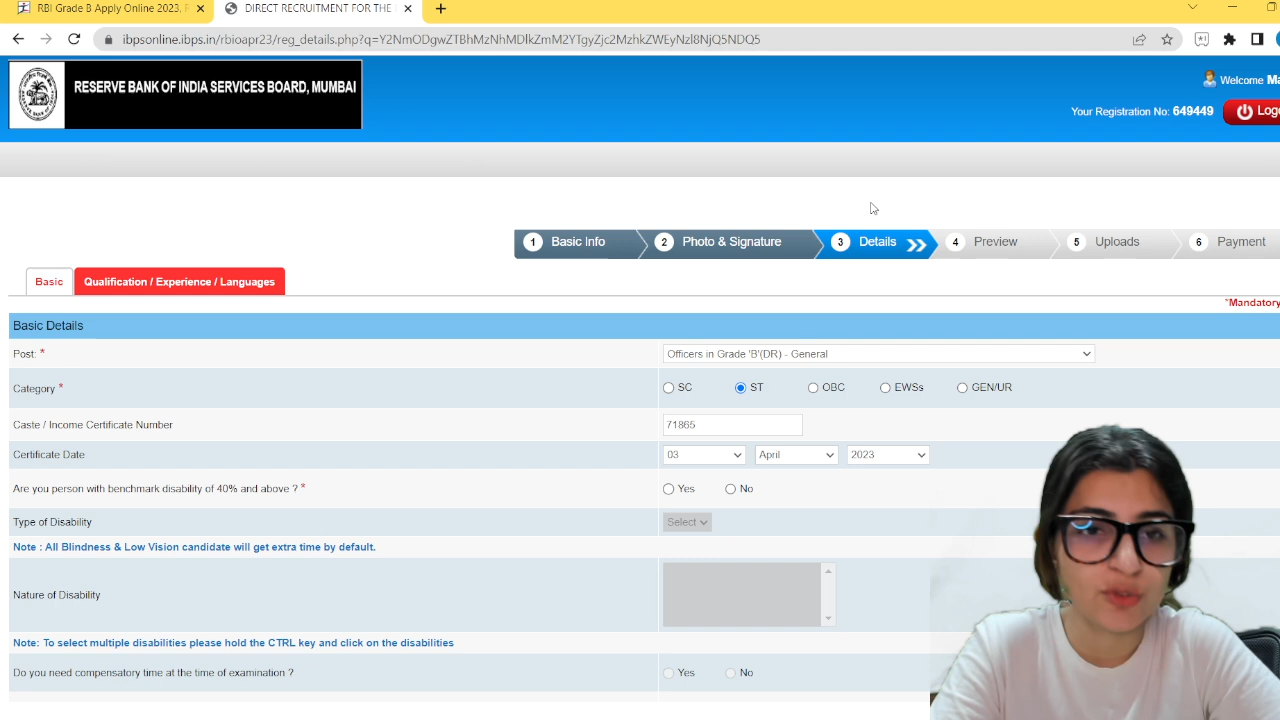 RBI Grade B Apply Online 2023.
DIRECT RECRUITMENT FOR THE
ibpsonline.ibps.in/rbioapr23/reg_details.php?q=Y2NmODgwZTBhMzNhMDlkZmM2YTgyZjc2MzhkZWEyNzl8NjQ5NDQ5
RESERVE BANK OF INDIA SERVICES BOARD, MUMBAI
Welcome Ma
Your Registration No: 649449 Logo
1 Basic Info 2 Photo & Signature 3 Details 4 Preview 5 Uploads 6 Payment
Basic Qualification / Experience / Languages
*Mandatory
Basic Details
Post: * Officers in Grade 'B'(DR) - General
Category * SC ST OBC EWSs GEN/UR
Caste / Income Certificate Number 71865
Certificate Date 03 April 2023
Are you person with benchmark disability of 40% and above ? * Yes No
Type of Disability Select
Note : All Blindness & Low Vision candidate will get extra time by default.
Nature of Disability
Note: To select multiple disabilities please hold the CTRL key and click on the disabilities
Do you need compensatory time at the time of examination ? Yes No